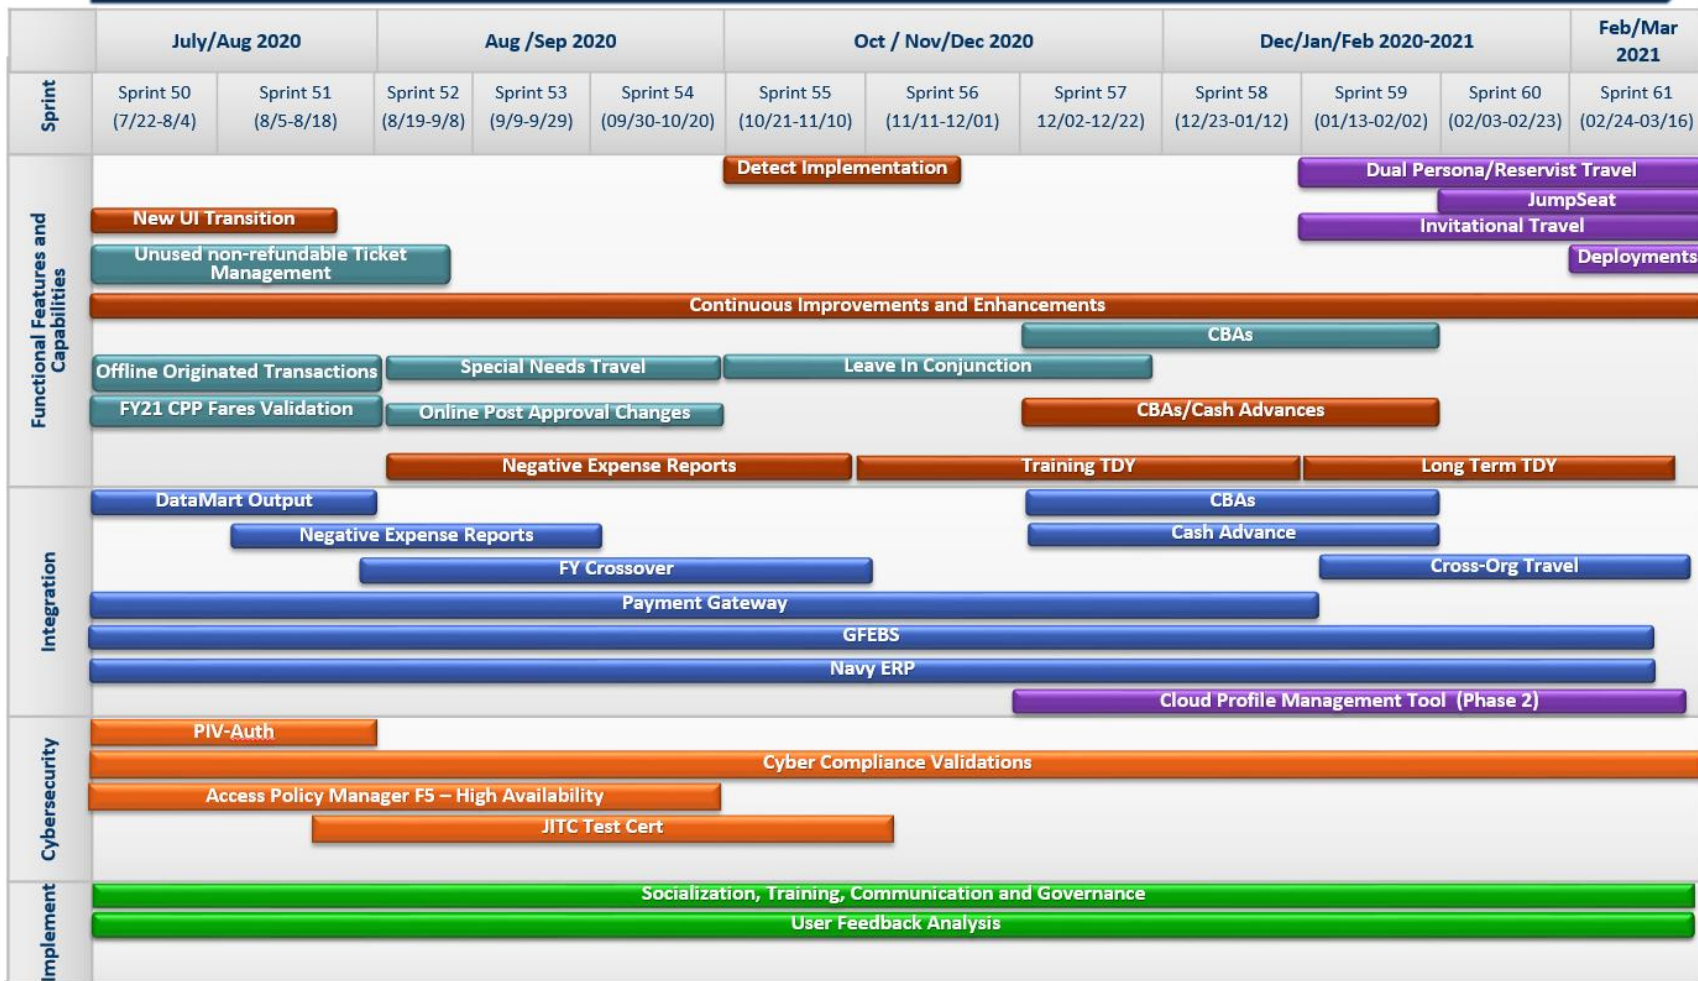 July/Aug 2020
Aug /Sep 2020
Oct / Nov/Dec 2020
Dec/Jan/Feb 2020-2021
Feb/Mar
2021
Sprint
Sprint 50
(7/22-8/4)
Sprint 51
(8/5-8/18)
Sprint 52
(8/19-9/8)
Sprint 53
(9/9-9/29)
Sprint 54
(09/30-10/20)
Sprint 55
(10/21-11/10)
Sprint 56
(11/11-12/01)
Sprint 57
12/02-12/22)
Sprint 58
(12/23-01/12)
Sprint 59
(01/13-02/02)
Sprint 60
(02/03-02/23)
Sprint 61
(02/24-03/16)
Functional Features and
Capabilities
Detect Implementation
Dual Persona/Reservist Travel
JumpSeat
New UI Transition
Invitational Travel
Unused non-refundable Ticket
Management
Deployments
Continuous Improvements and Enhancements
CBAs
Offline Originated Transactions
Special Needs Travel
Leave In Conjunction
FY21 CPP Fares Validation
Online Post Approval Changes
CBAs/Cash Advances
Negative Expense Reports
Training TDY
Long Term TDY
Integration
DataMart Output
CBAs
Negative Expense Reports
Cash Advance
FY Crossover
Cross-Org Travel
Payment Gateway
GFEBS
Navy ERP
Cloud Profile Management Tool (Phase 2)
Cybersecurity
PIV-Auth
Cyber Compliance Validations
Access Policy Manager F5 – High Availability
JITC Test Cert
Implement
Socialization, Training, Communication and Governance
User Feedback Analysis